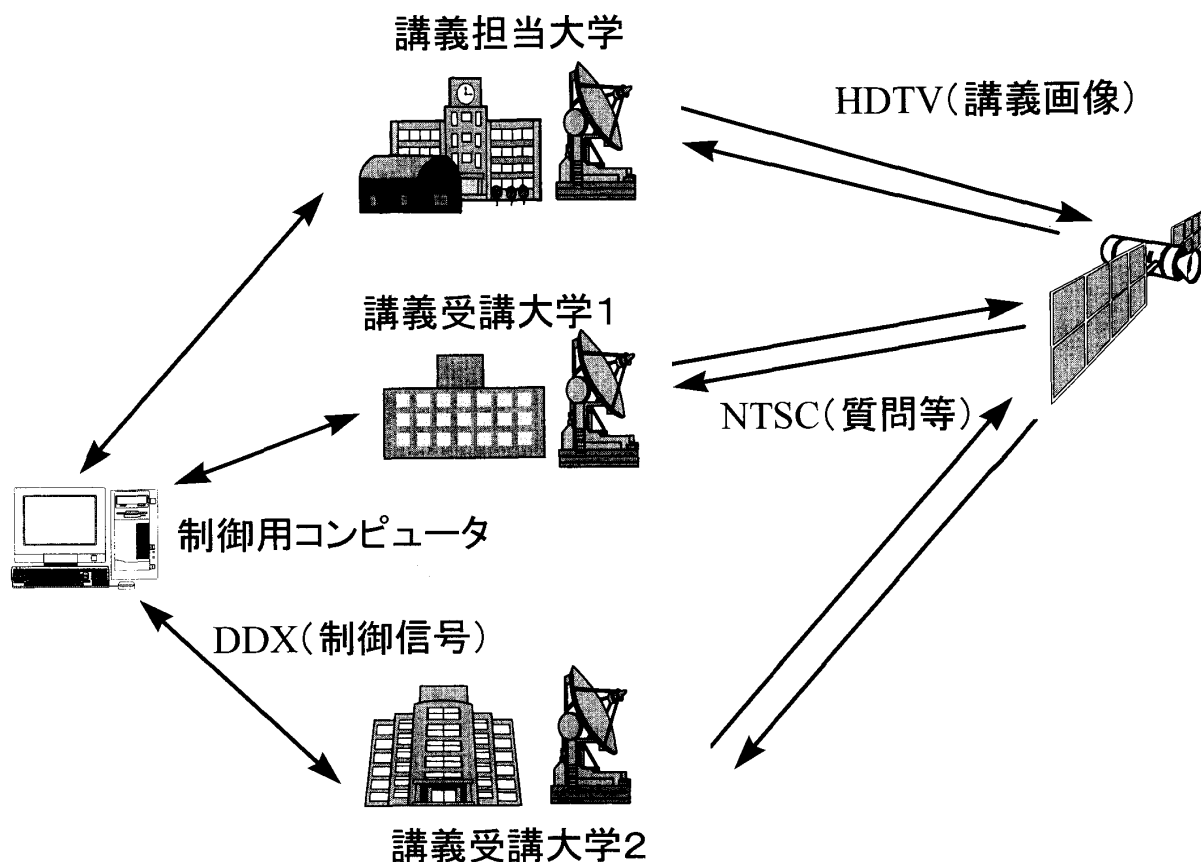 講義担当大学
HDTV(講義画像)
講義受講大学1
NTSC(質問等)
制御用コンピュータ
DDX(制御信号)
講義受講大学2